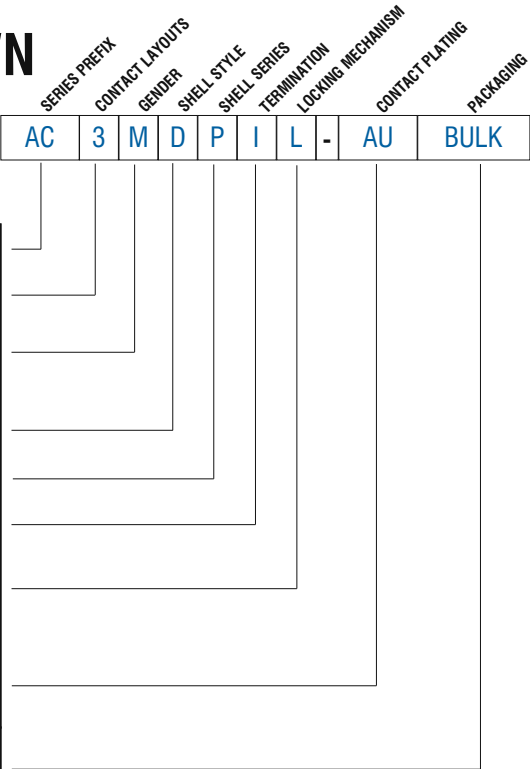 WN
SERIES PREFIX
CONTACT LAYOUTS
GENDER
SHELL STYLE
SHELL SERIES
TERMINATION
LOCKING MECHANISM
CONTACT PLATING
PACKAGING
AC 3 M D P I L - AU BULK